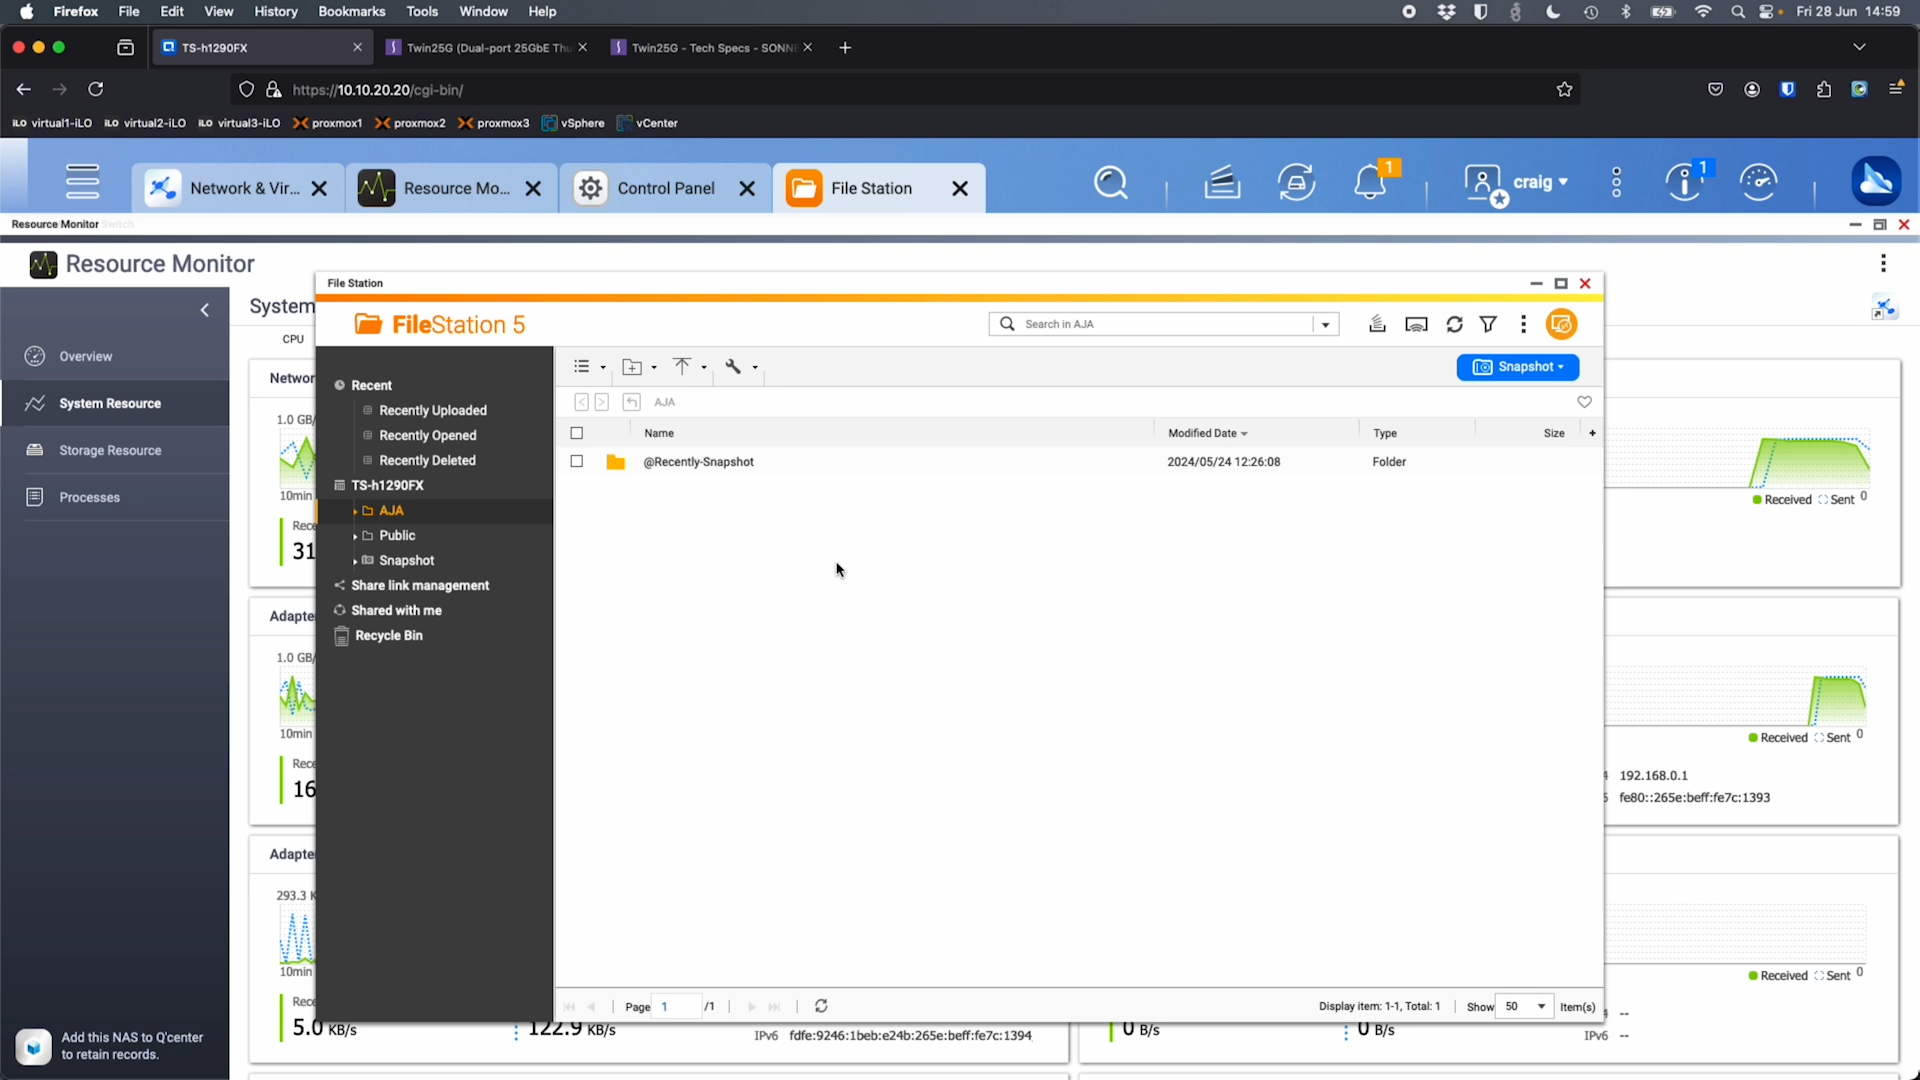 Firefox File Edit View History Bookmarks Tools Window Help Fri 28 Jun 14:59
TS-h1290FX Twin25G (Dual-port 25GbE Thu Twin25G - Tech Specs - SONN
https://10.10.20.20/cgi-bin/
iLO virtual1-iLO iLO virtual2-iLO iLO virtual3-iLO proxmox1 proxmox2 proxmox3 vSphere vCenter
Network & Vir... Resource Mo... Control Panel File Station 1 craig 1
Resource Monitor Switch
Resource Monitor
File Station
System
FileStation 5
Search in AJA
CPU
Overview
Snapshot
Networ
Recent
System Resource
AJA
Recently Uploaded
1.0 GB/
Recently Opened
Name Modified Date Type Size +
Storage Resource
Recently Deleted
@Recently-Snapshot 2024/05/24 12:26:08 Folder
TS-h1290FX
10min
Processes
Received Sent 0
AJA
Rece
Public
31
Snapshot
Share link management
Shared with me
Adapte
Recycle Bin
1.0 GB/
10min
Received Sent 0
Rece
192.168.0.1
16
fe80::265e:beff:fe7c:1393
Adapte
293.3 K
10min
Received Sent 0
Rece
Page 1 /1 Display item: 1-1, Total: 1 Show 50 Item(s) --
5.0 KB/s 122.9 KB/s IPv6 fdfe:9246:1beb:e24b:265e:beff:fe7c:1394 0 B/s 0 B/s IPv6 --
Add this NAS to Q'center
to retain records.